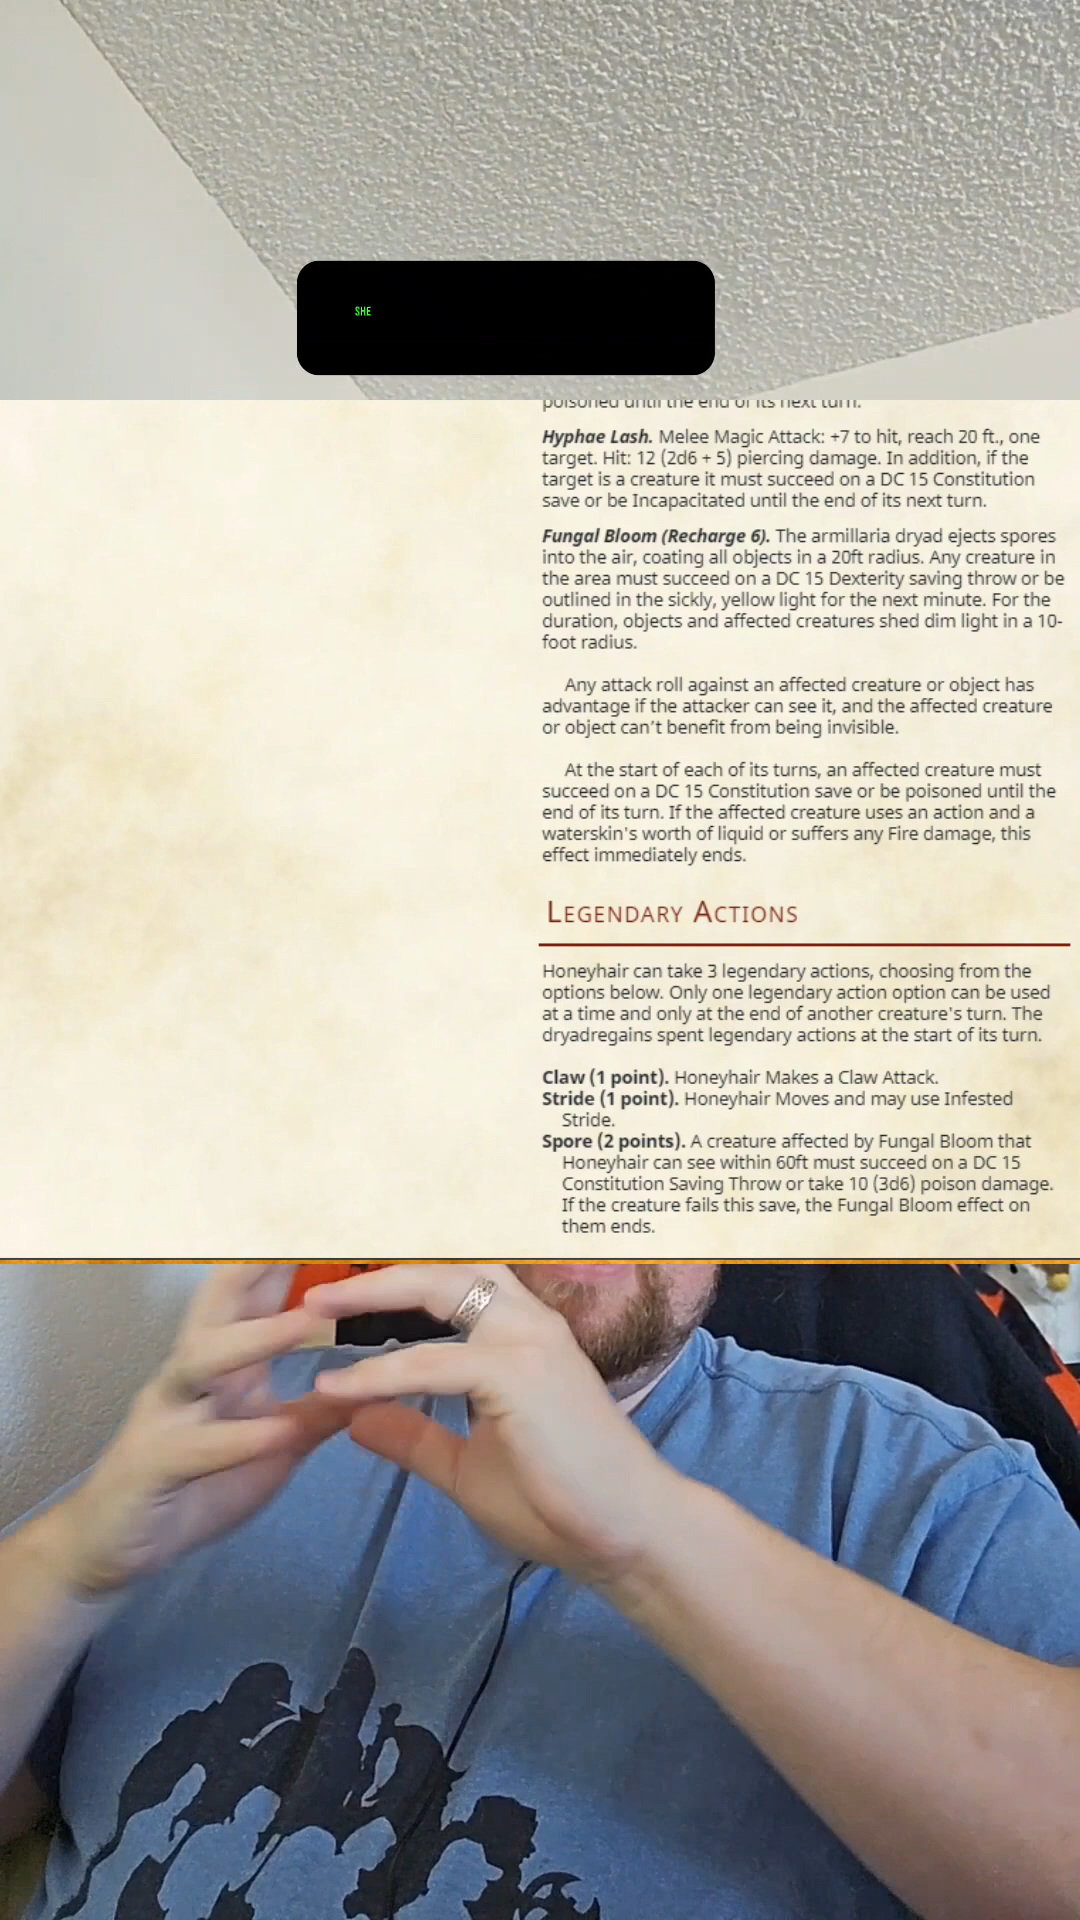 SHE
poisoned until the end of its next turn.
Hyphae Lash. Melee Magic Attack: +7 to hit, reach 20 ft., one
target. Hit: 12 (2d6 + 5) piercing damage. In addition, if the
target is a creature it must succeed on a DC 15 Constitution
save or be Incapacitated until the end of its next turn.
Fungal Bloom (Recharge 6). The armillaria dryad ejects spores
into the air, coating all objects in a 20ft radius. Any creature in
the area must succeed on a DC 15 Dexterity saving throw or be
outlined in the sickly, yellow light for the next minute. For the
duration, objects and affected creatures shed dim light in a 10-
foot radius.
Any attack roll against an affected creature or object has
advantage if the attacker can see it, and the affected creature
or object can't benefit from being invisible.
At the start of each of its turns, an affected creature must
succeed on a DC 15 Constitution save or be poisoned until the
end of its turn. If the affected creature uses an action and a
waterskin's worth of liquid or suffers any Fire damage, this
effect immediately ends.
Legendary Actions
Honeyhair can take 3 legendary actions, choosing from the
options below. Only one legendary action option can be used
at a time and only at the end of another creature's turn. The
dryadregains spent legendary actions at the start of its turn.
Claw (1 point). Honeyhair Makes a Claw Attack.
Stride (1 point). Honeyhair Moves and may use Infested
Stride.
Spore (2 points). A creature affected by Fungal Bloom that
Honeyhair can see within 60ft must succeed on a DC 15
Constitution Saving Throw or take 10 (3d6) poison damage.
If the creature fails this save, the Fungal Bloom effect on
them ends.